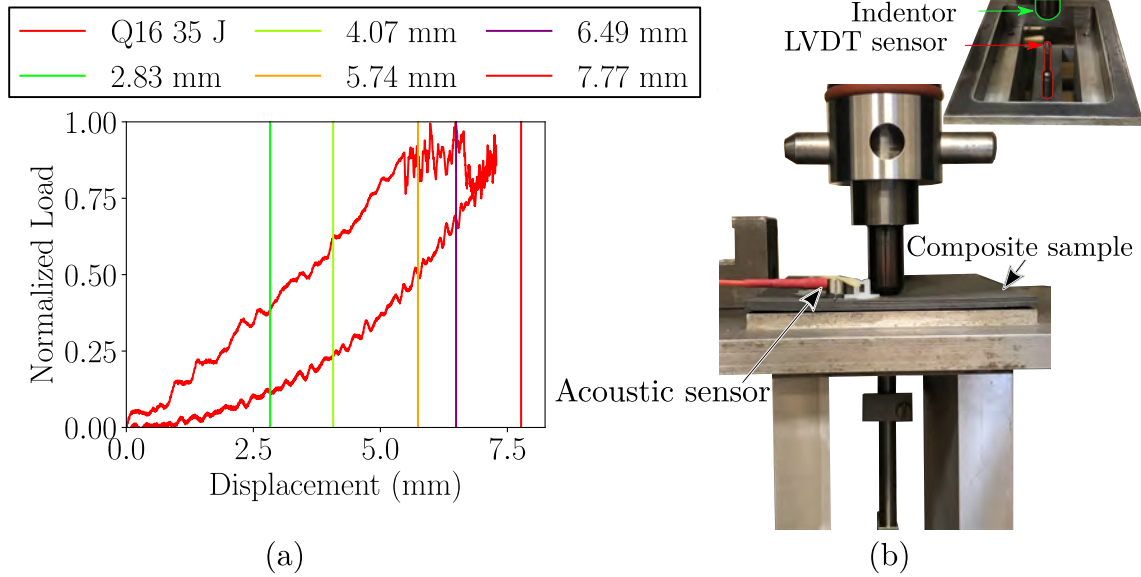 Q16 35 J
4.07 mm
6.49 mm
2.83 mm
5.74 mm
7.77 mm
1.00
0.75
0.50
0.25
0.00
0.0
2.5
5.0
7.5
Normalized Load
Displacement (mm)
(a)
Indentor
LVDT sensor
Composite sample
Acoustic sensor
(b)